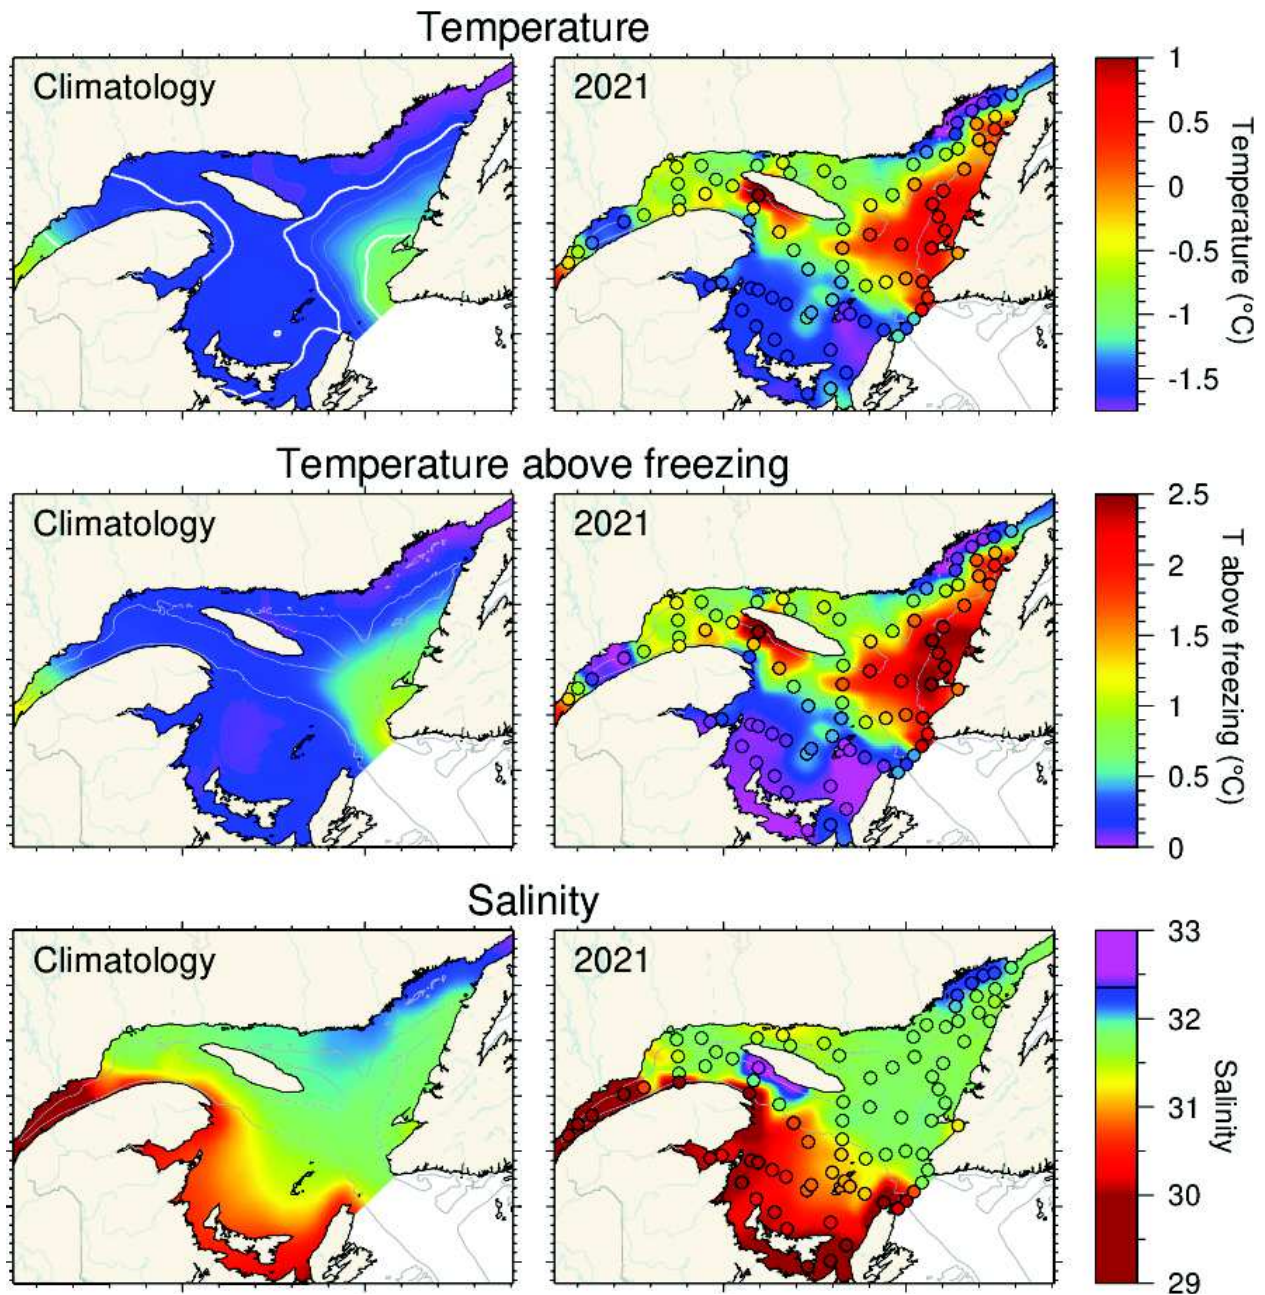 Temperature
Climatology
2021
1
0.5
0
-0.5
-1
-1.5
Temperature (°C)
Temperature above freezing
Climatology
2021
2.5
2
1.5
1
0.5
0
T above freezing (°C)
Salinity
Climatology
2021
33
32
31
30
29
Salinity